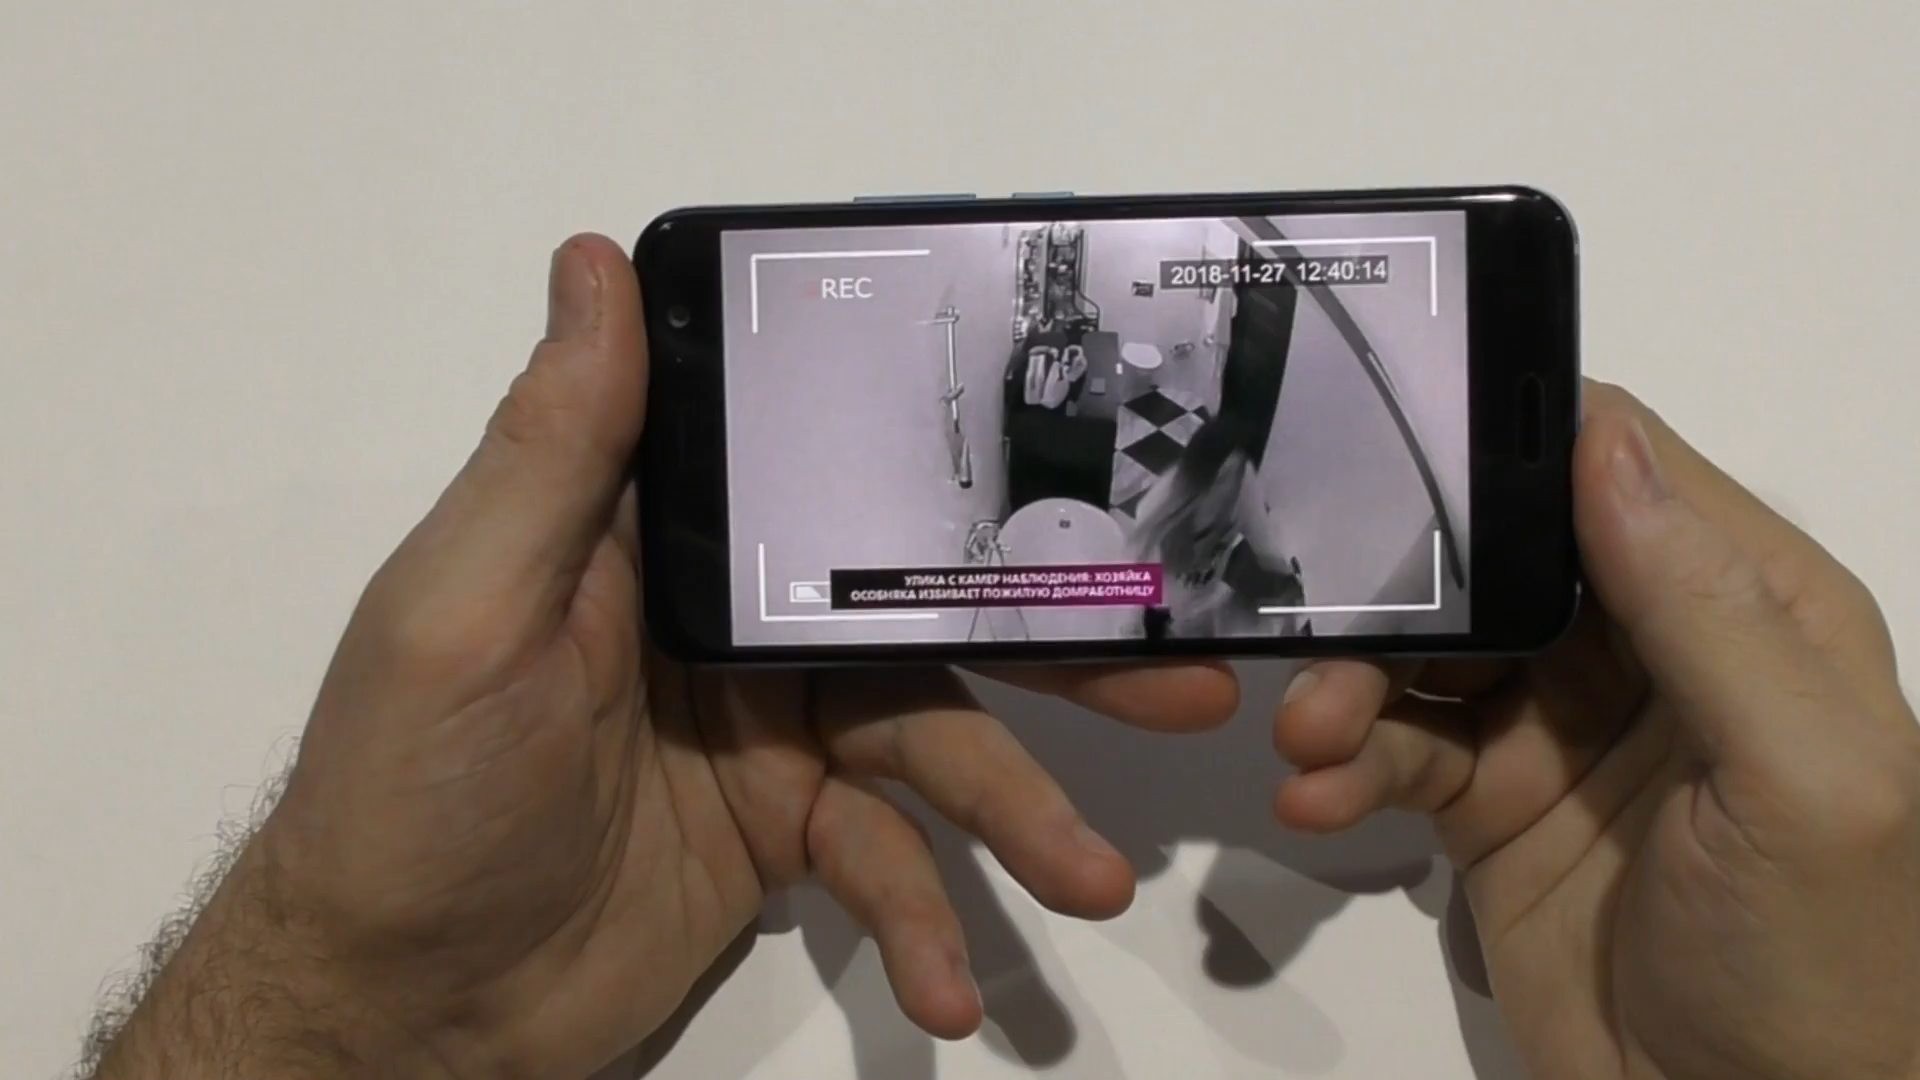 REC
2018-11-27 12:40:14
УЛИКА С КАМЕР НАБЛЮДЕНИЯ: ХОЗЯЙКА
ОСОБНЯКА ИЗБИВАЕТ ПОЖИЛУЮ ДОМРАБОТНИЦУ